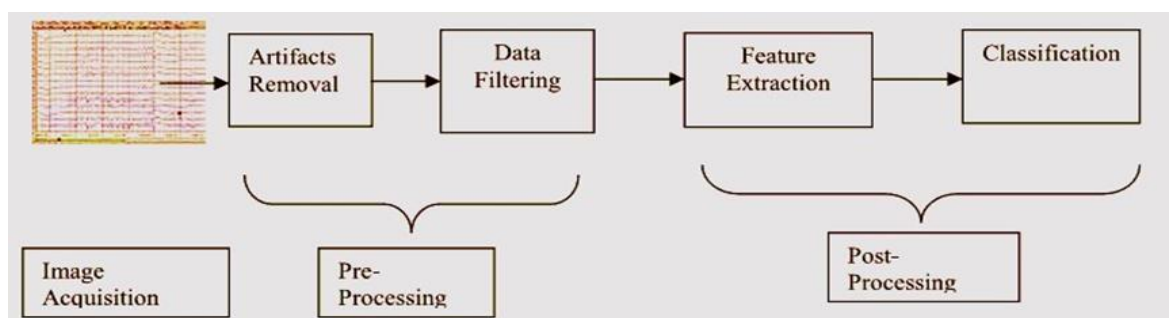 Artifacts
Removal
Data
Filtering
Feature
Extraction
Classification
Image
Acquisition
Pre-
Processing
Post-
Processing